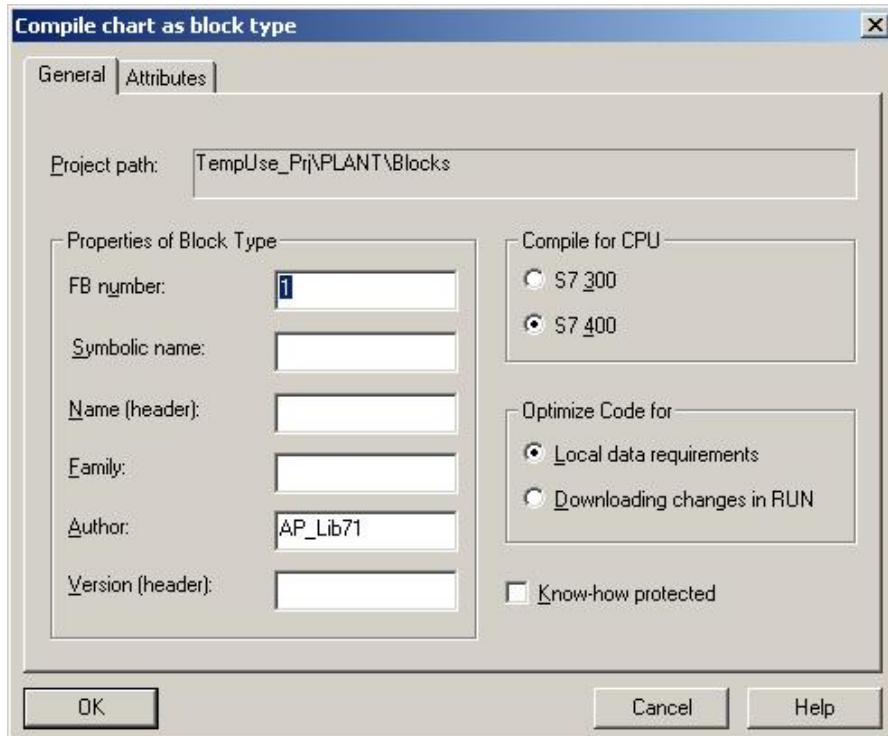 Compile chart as block type
General
Attributes
Project path:
TempUse_Prj\PLANT\Blocks
Properties of Block Type
FB number:
1
Symbolic name:
Name (header):
Family:
Author:
AP_Lib71
Version (header):
Compile for CPU
S7 300
S7 400
Optimize Code for
Local data requirements
Downloading changes in RUN
Know-how protected
OK
Cancel
Help